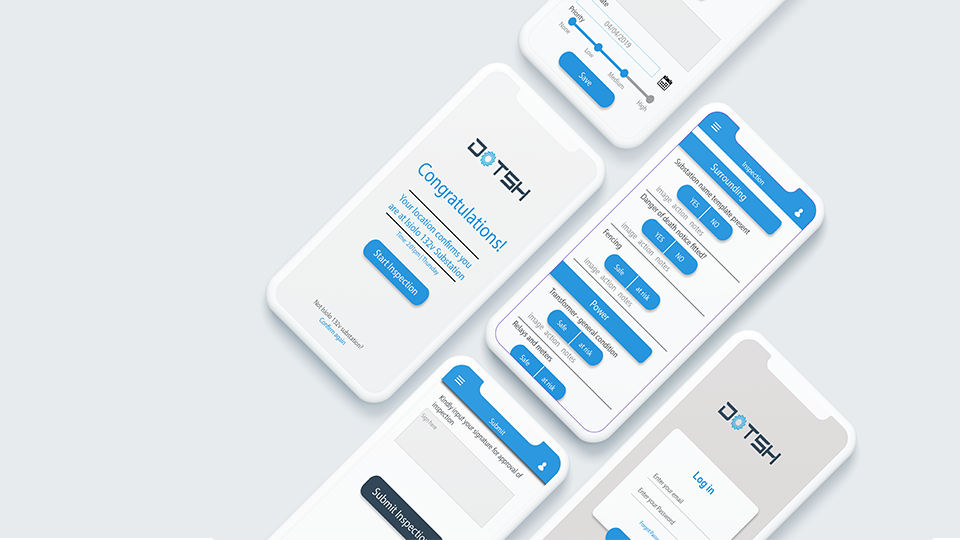 Priority
04/04/2019
None
Low
Medium
High
Save
DOTSH
Congratulations!
Your location confirms you
are at Isiolo 132v Substation
Time: 2:01pm | Thursday
Start Inspection
Not Isiolo 132v substation?
Confirm again
Inspection
Surrounding
Substation name template present
YES NO
image action notes
Danger of death notice fitted?
YES NO
image action notes
Fencing
Safe at risk
image action notes
Power
Transformer - general condition
Safe at risk
image action notes
Relays and meters
Safe at risk
Submit
Kindly input your signature for approval of
inspection
Sign here
Submit Inspection
DOTSH
Log in
Enter your email
Enter your Password
Forgot